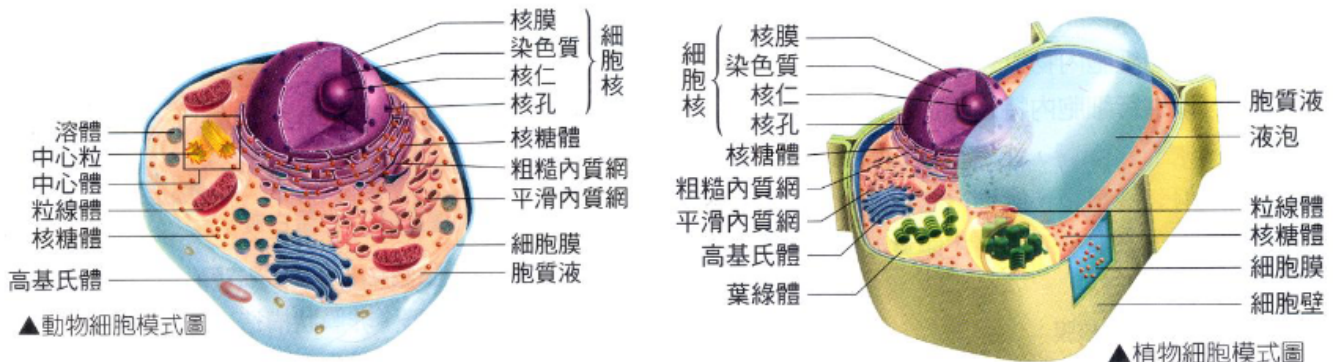 核膜
染色質
核仁
核孔
細胞核
溶體
中心粒
中心體
粒線體
核糖體
高基氏體
核糖體
粗糙內質網
平滑內質網
細胞膜
胞質液
▲動物細胞模式圖
細胞核
核膜
染色質
核仁
核孔
核糖體
粗糙內質網
平滑內質網
高基氏體
葉綠體
胞質液
液泡
粒線體
核糖體
細胞膜
細胞壁
▲植物細胞模式圖